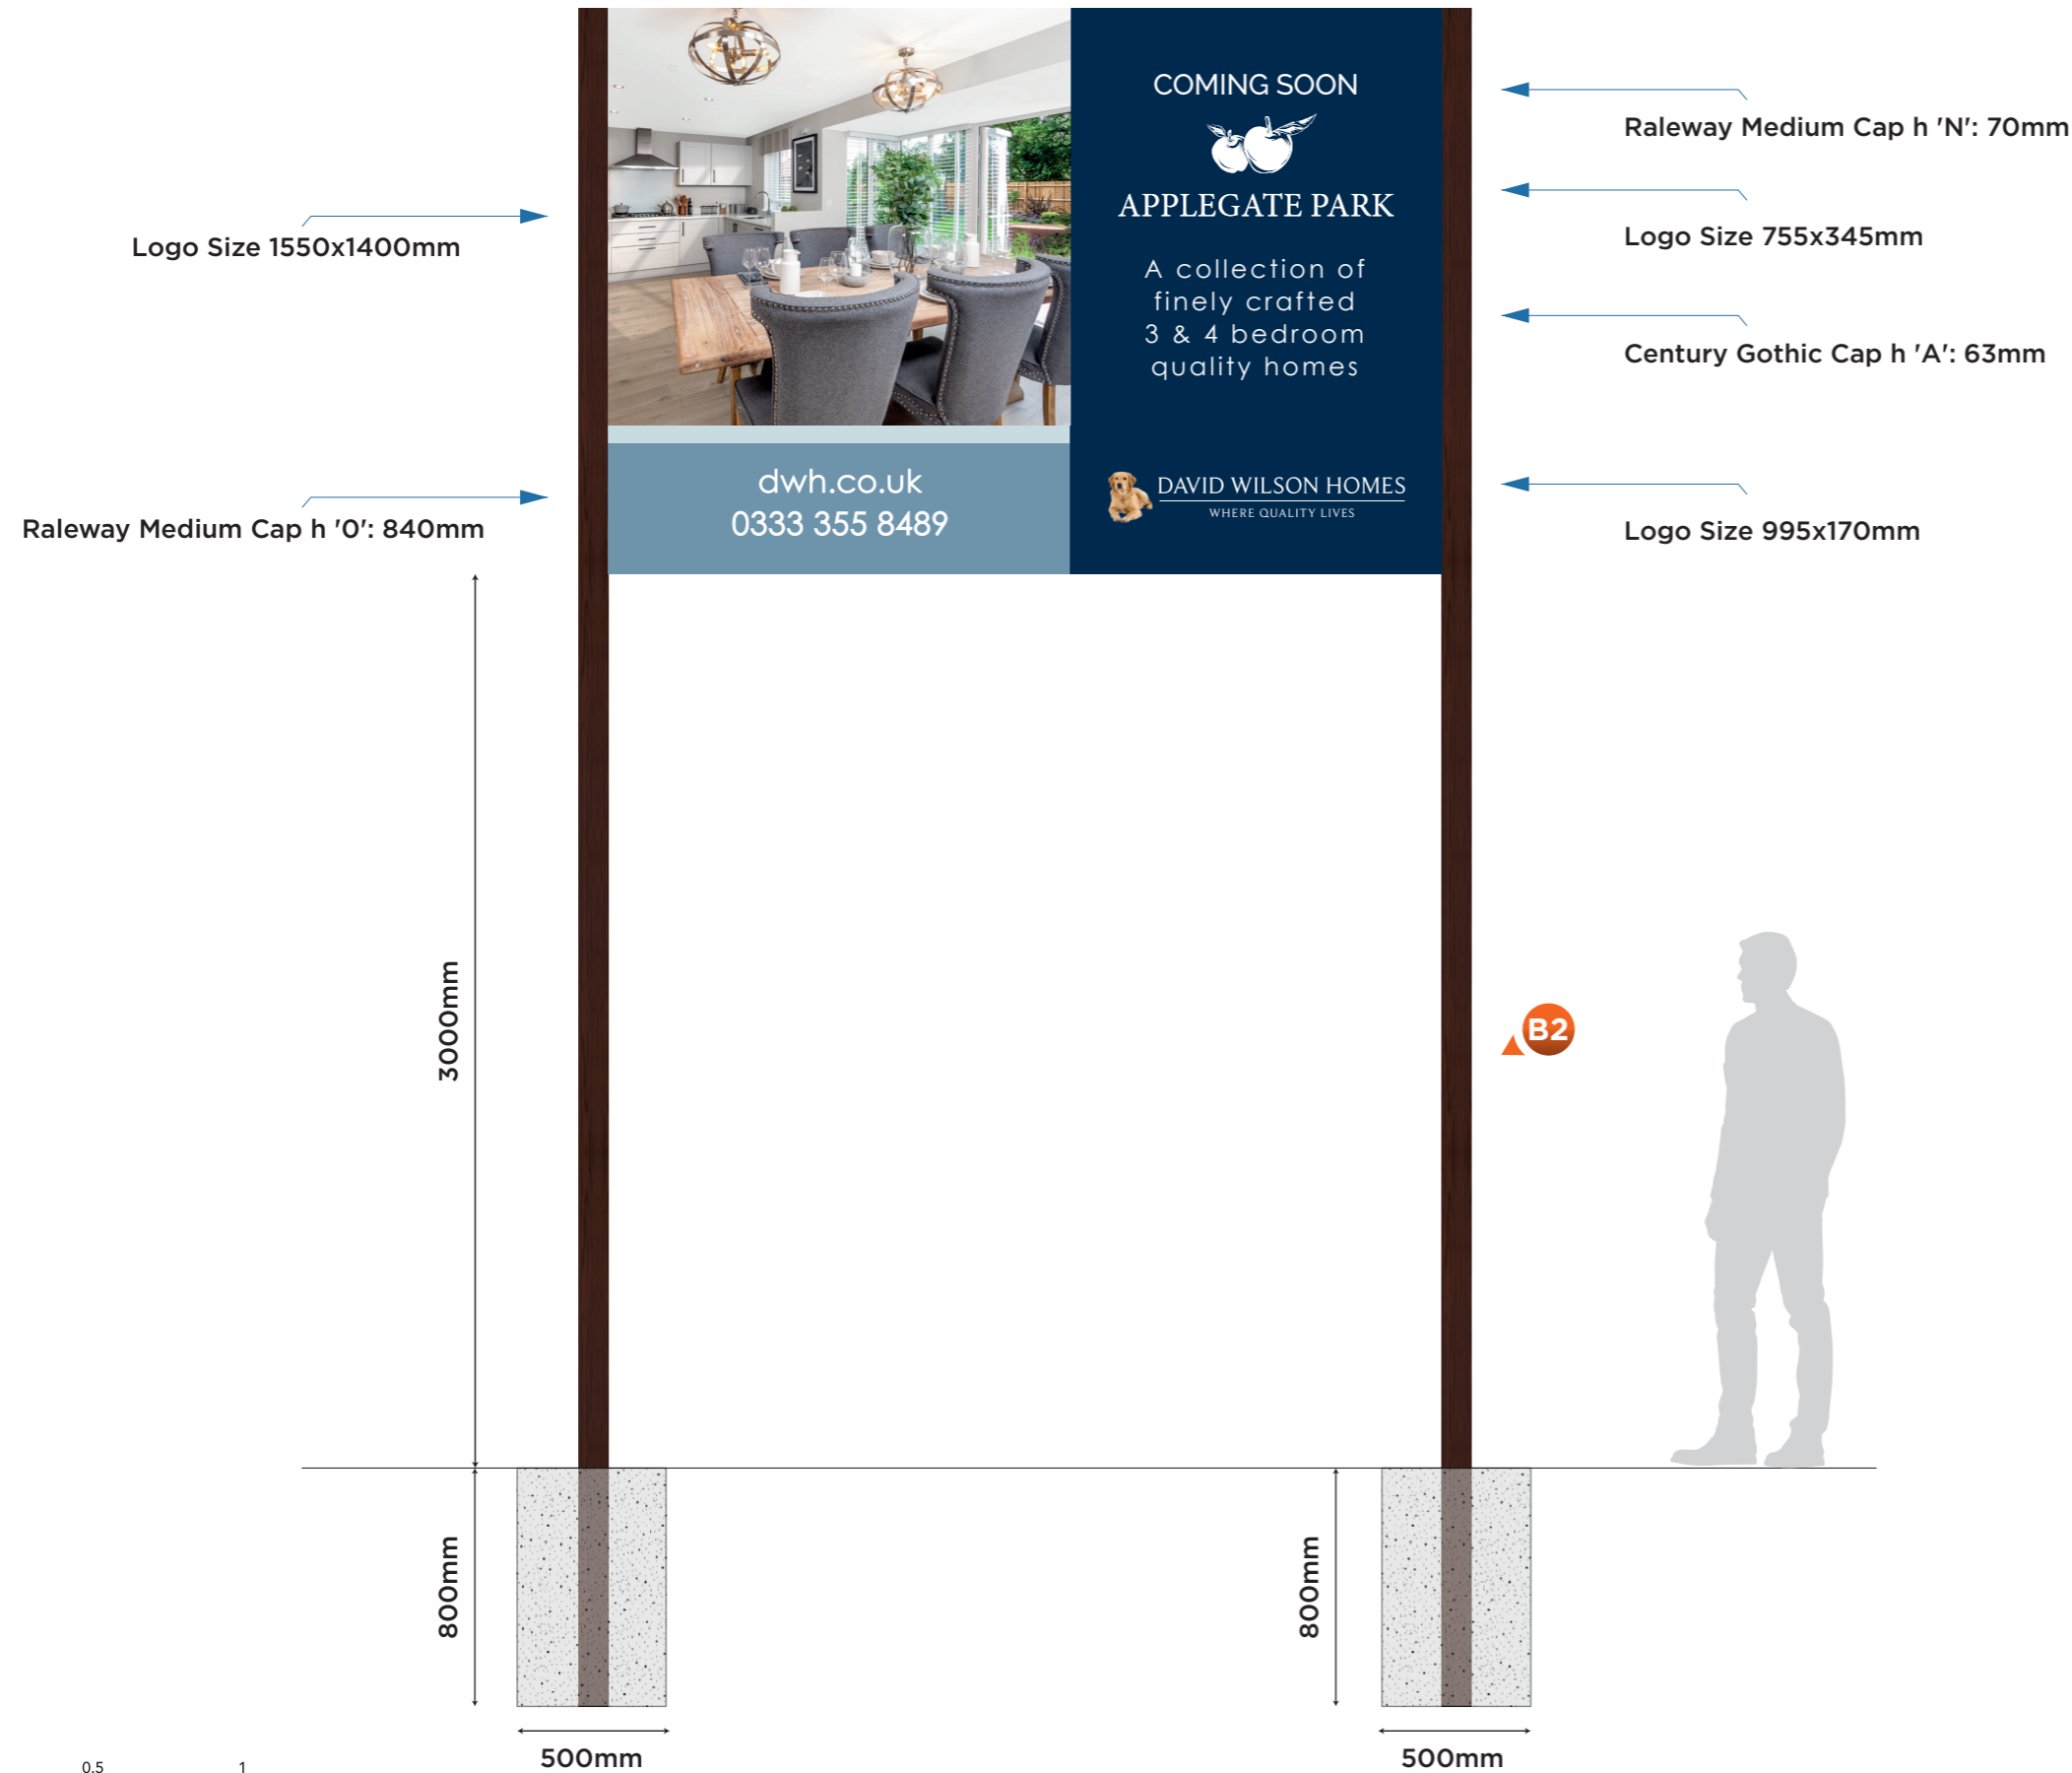 COMING SOON
APPLEGATE PARK
A collection of
finely crafted
3 & 4 bedroom
quality homes
dwh.co.uk
0333 355 8489
DAVID WILSON HOMES
WHERE QUALITY LIVES
Logo Size 1550x1400mm
Raleway Medium Cap h '0': 840mm
Raleway Medium Cap h 'N': 70mm
Logo Size 755x345mm
Century Gothic Cap h 'A': 63mm
Logo Size 995x170mm
3000mm
B2
800mm
800mm
500mm
500mm
0.5
1